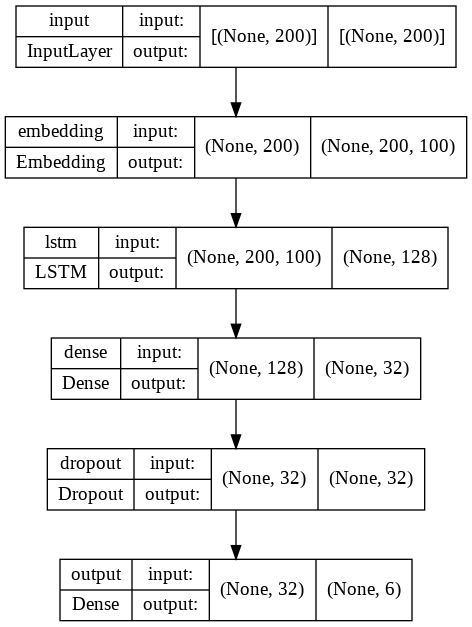 input input: [(None, 200)] [(None, 200)]
InputLayer output:
embedding input: (None, 200) (None, 200, 100)
Embedding output:
lstm input: (None, 200, 100) (None, 128)
LSTM output:
dense input: (None, 128) (None, 32)
Dense output:
dropout input: (None, 32) (None, 32)
Dropout output:
output input: (None, 32) (None, 6)
Dense output: